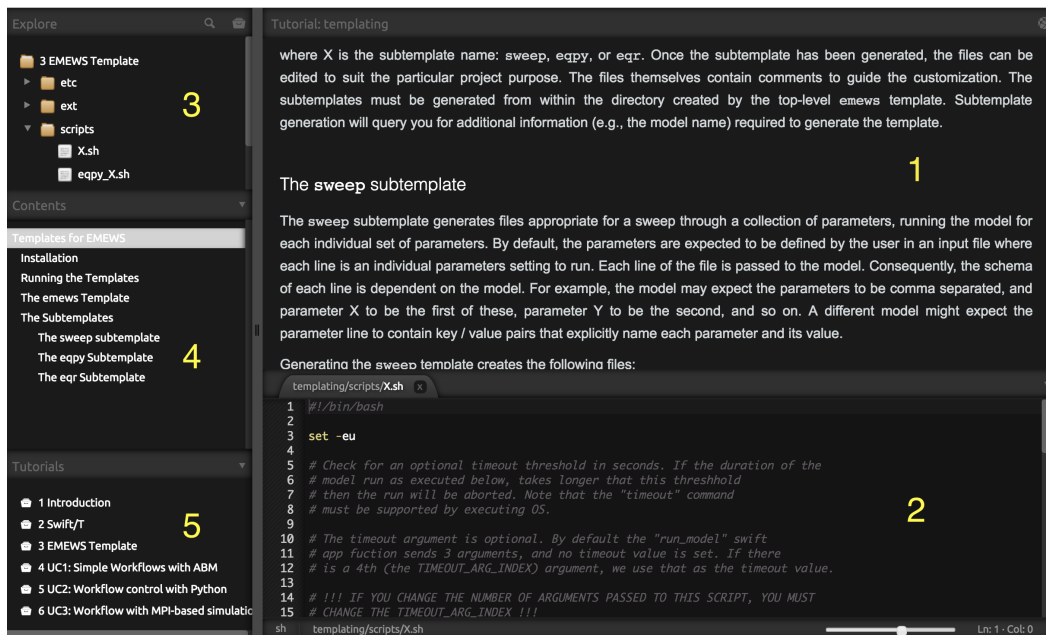 Explore
3 EMEWS Template
etc
ext
scripts
X.sh
eqpy_X.sh
3
Contents
Templates for EMEWS
Installation
Running the Templates
The emews Template
The Subtemplates
The sweep subtemplate
The eqpy Subtemplate
The eqr Subtemplate
4
Tutorials
1 Introduction
2 Swift/T
3 EMEWS Template
4 UC1: Simple Workflows with ABM
5 UC2: Workflow control with Python
6 UC3: Workflow with MPI-based simulatio
5
Tutorial: templating
where X is the subtemplate name: sweep, eqpy, or eqr. Once the subtemplate has been generated, the files can be
edited to suit the particular project purpose. The files themselves contain comments to guide the customization. The
subtemplates must be generated from within the directory created by the top-level emews template. Subtemplate
generation will query you for additional information (e.g., the model name) required to generate the template.
1
The sweep subtemplate
The sweep subtemplate generates files appropriate for a sweep through a collection of parameters, running the model for
each individual set of parameters. By default, the parameters are expected to be defined by the user in an input file where
each line is an individual parameters setting to run. Each line of the file is passed to the model. Consequently, the schema
of each line is dependent on the model. For example, the model may expect the parameters to be comma separated, and
parameter X to be the first of these, parameter Y to be the second, and so on. A different model might expect the
parameter line to contain key / value pairs that explicitly name each parameter and its value.
Generating the sweep template creates the following files:
templating/scripts/X.sh x
1 #!/bin/bash
2
3 set -eu
4
5 # Check for an optional timeout threshold in seconds. If the duration of the
6 # model run as executed below, takes longer that this threshhold
7 # then the run will be aborted. Note that the "timeout" command
8 # must be supported by executing OS.
9
10 # The timeout argument is optional. By default the "run_model" swift
11 # app fuction sends 3 arguments, and no timeout value is set. If there
12 # is a 4th (the TIMEOUT_ARG_INDEX) argument, we use that as the timeout value.
13
14 # !!! IF YOU CHANGE THE NUMBER OF ARGUMENTS PASSED TO THIS SCRIPT, YOU MUST
15 # CHANGE THE TIMEOUT_ARG_INDEX !!!
2
sh templating/scripts/X.sh Ln: 1 · Col: 0